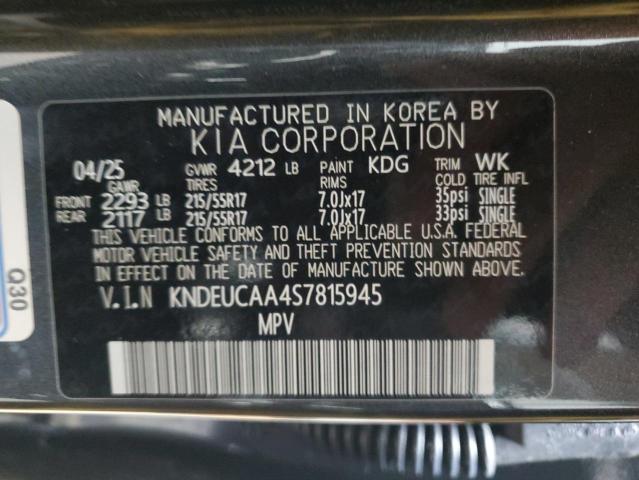 MANUFACTURED IN KOREA BY
KIA CORPORATION
04/25 GVWR 4212 LB PAINT KDG TRIM WK
GAWR TIRES RIMS COLD TIRE INFL
FRONT 2293 LB 215/55R17 7.0Jx17 35psi SINGLE
REAR 2117 LB 215/55R17 7.0Jx17 33psi SINGLE
THIS VEHICLE CONFORMS TO ALL APPLICABLE U.S.A. FEDERAL
MOTOR VEHICLE SAFETY AND THEFT PREVENTION STANDARDS
IN EFFECT ON THE DATE OF MANUFACTURE SHOWN ABOVE.
V.I.N KNDEUCAA4S7815945
MPV
Q30